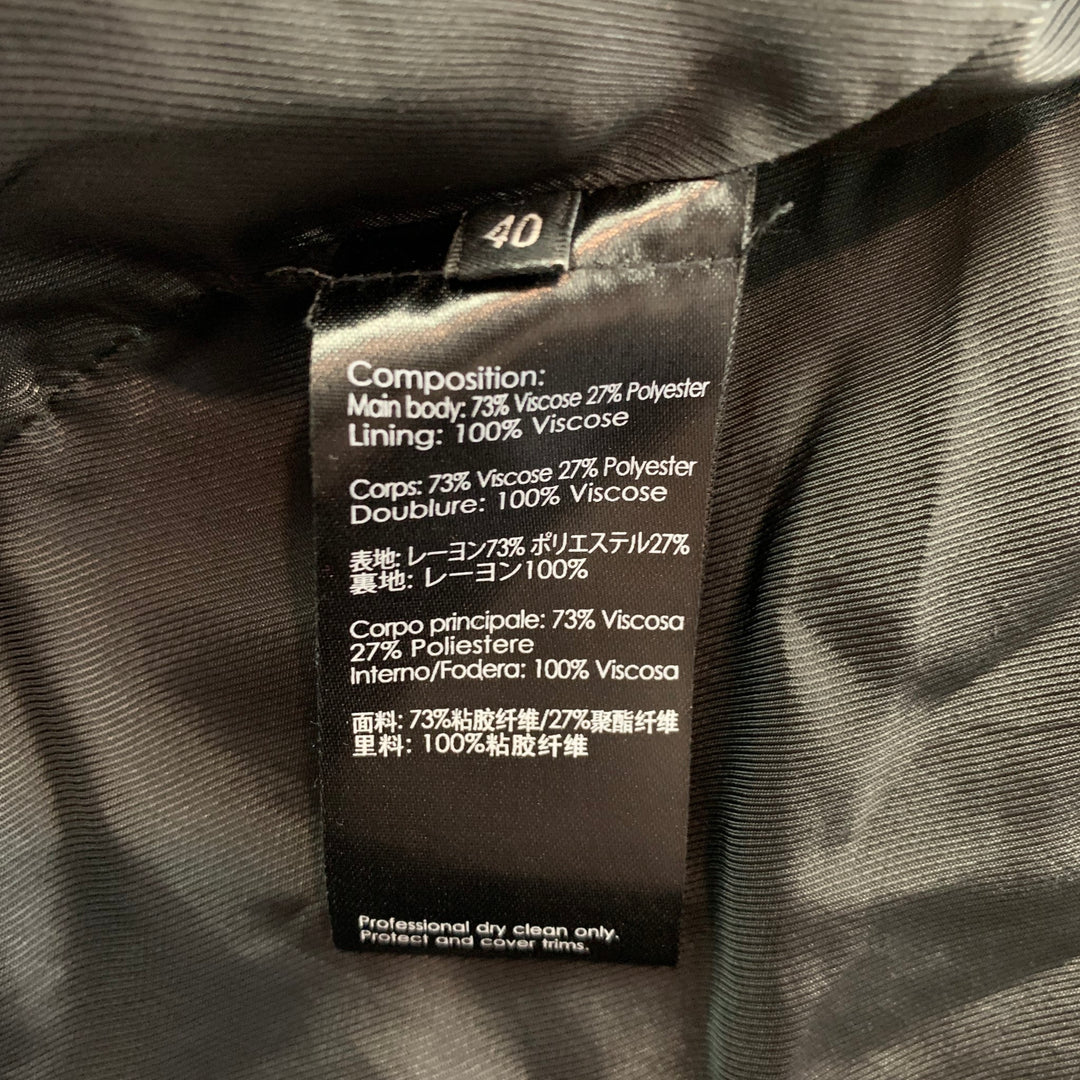 40
Composition:
Main body: 73% Viscose 27% Polyester
Lining: 100% Viscose
Corps: 73% Viscose 27% Polyester
Doublure: 100% Viscose
表地: レーヨン73% ポリエステル27%
裏地: レーヨン100%
Corpo principale: 73% Viscosa
27% Poliestere
Interno/Fodera: 100% Viscosa
面料: 73%粘胶纤维/27%聚酯纤维
里料: 100%粘胶纤维
Professional dry clean only.
Protect and cover trims.